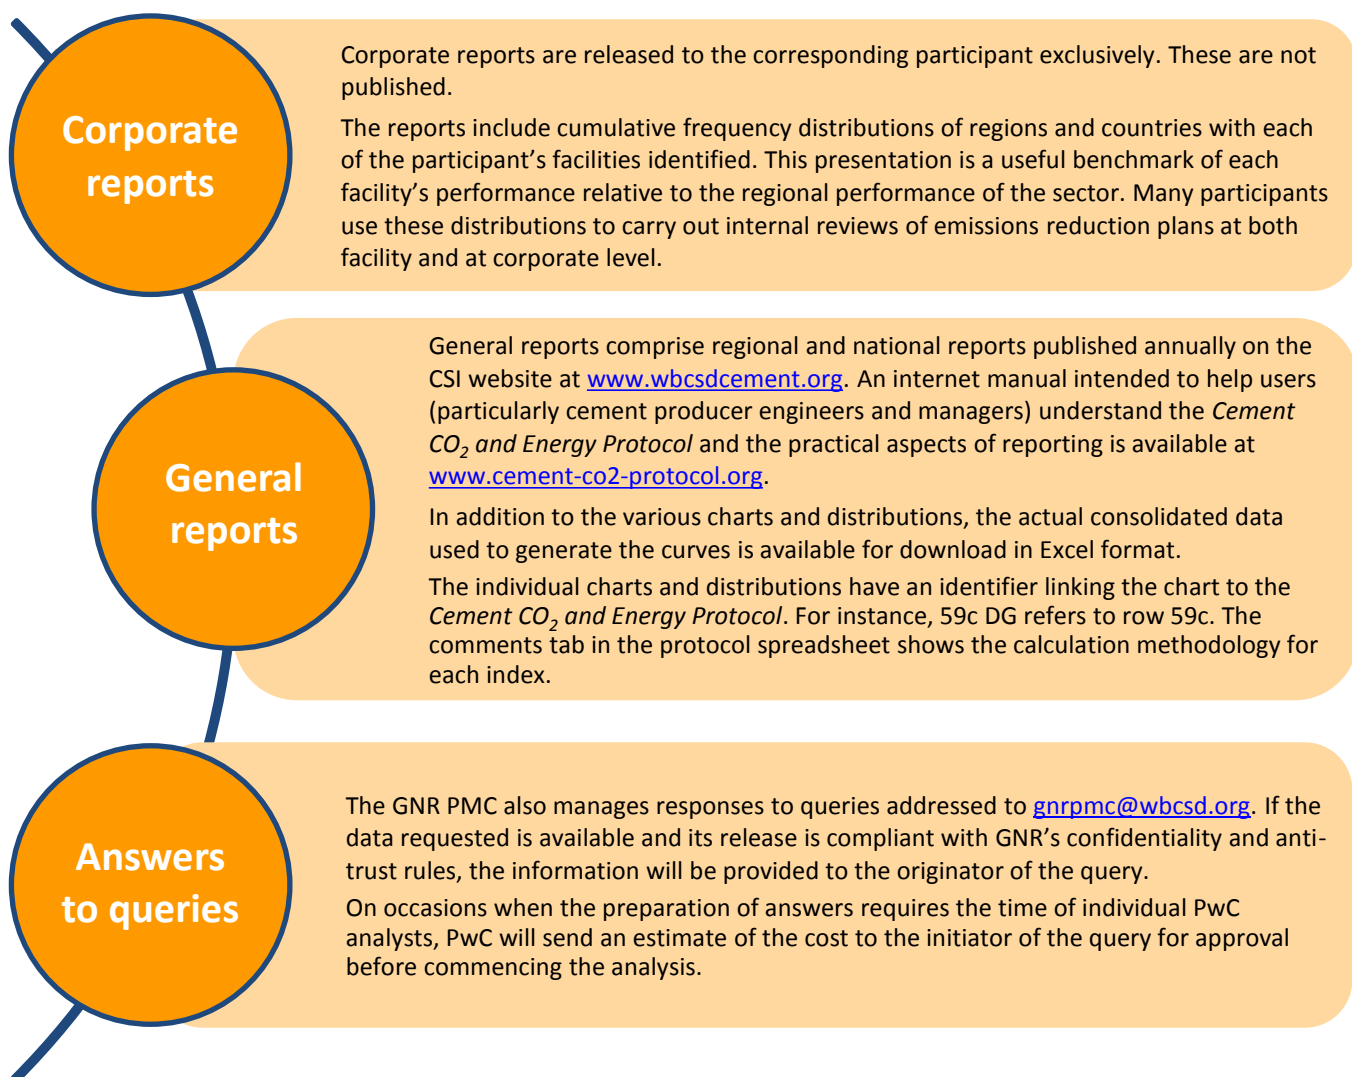 Corporate
reports
Corporate reports are released to the corresponding participant exclusively. These are not
published.
The reports include cumulative frequency distributions of regions and countries with each
of the participant's facilities identified. This presentation is a useful benchmark of each
facility's performance relative to the regional performance of the sector. Many participants
use these distributions to carry out internal reviews of emissions reduction plans at both
facility and at corporate level.
General
reports
General reports comprise regional and national reports published annually on the
CSI website at www.wbcsdcement.org. An internet manual intended to help users
(particularly cement producer engineers and managers) understand the Cement
CO₂ and Energy Protocol and the practical aspects of reporting is available at
www.cement-co2-protocol.org.
In addition to the various charts and distributions, the actual consolidated data
used to generate the curves is available for download in Excel format.
The individual charts and distributions have an identifier linking the chart to the
Cement CO₂ and Energy Protocol. For instance, 59c DG refers to row 59c. The
comments tab in the protocol spreadsheet shows the calculation methodology for
each index.
Answers
to queries
The GNR PMC also manages responses to queries addressed to gnrpmc@wbcsd.org. If the
data requested is available and its release is compliant with GNR's confidentiality and anti-
trust rules, the information will be provided to the originator of the query.
On occasions when the preparation of answers requires the time of individual PwC
analysts, PwC will send an estimate of the cost to the initiator of the query for approval
before commencing the analysis.